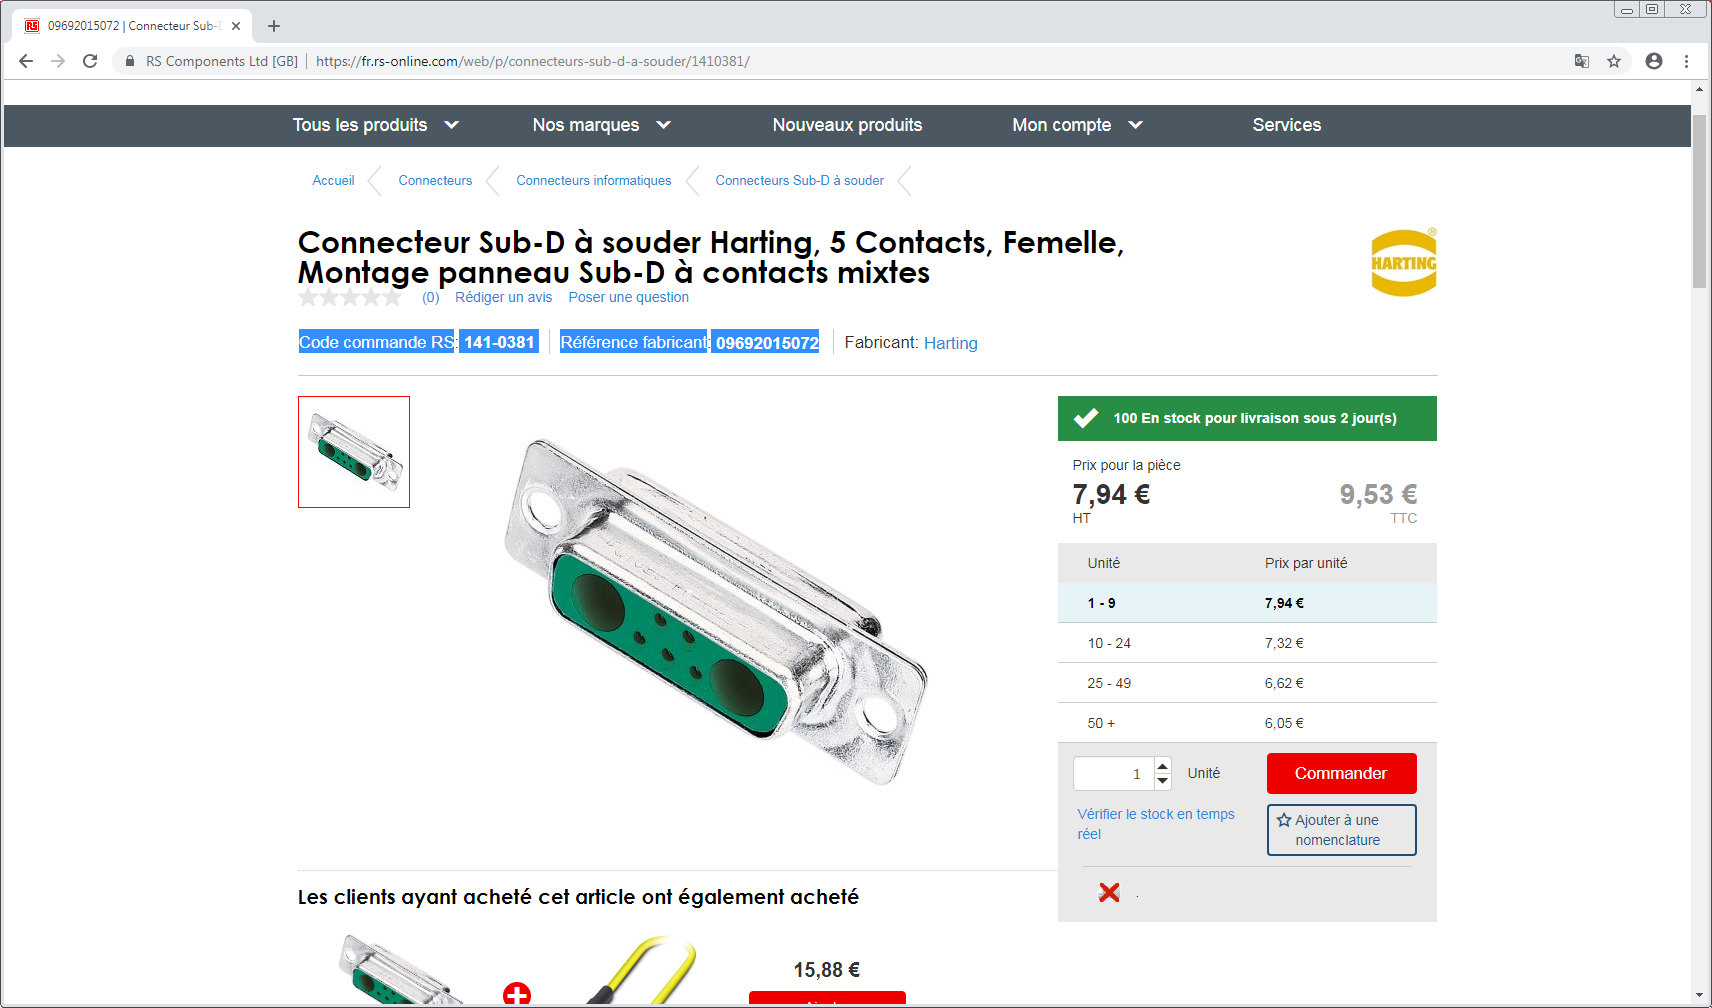 09692015072 | Connecteur Sub-D
RS Components Ltd [GB] | https://fr.rs-online.com/web/p/connecteurs-sub-d-a-souder/1410381/
Tous les produits Nos marques Nouveaux produits Mon compte Services
Accueil Connecteurs Connecteurs informatiques Connecteurs Sub-D à souder
Connecteur Sub-D à souder Harting, 5 Contacts, Femelle,
Montage panneau Sub-D à contacts mixtes
HARTING
(0) Rédiger un avis Poser une question
Code commande RS: 141-0381 Référence fabricant: 09692015072 Fabricant: Harting
100 En stock pour livraison sous 2 jour(s)
Prix pour la pièce
7,94 € 9,53 €
HT TTC
Unité Prix par unité
1 - 9 7,94 €
10 - 24 7,32 €
25 - 49 6,62 €
50 + 6,05 €
1 Unité Commander
Vérifier le stock en temps
réel
Ajouter à une
nomenclature
.
Les clients ayant acheté cet article ont également acheté
15,88 €